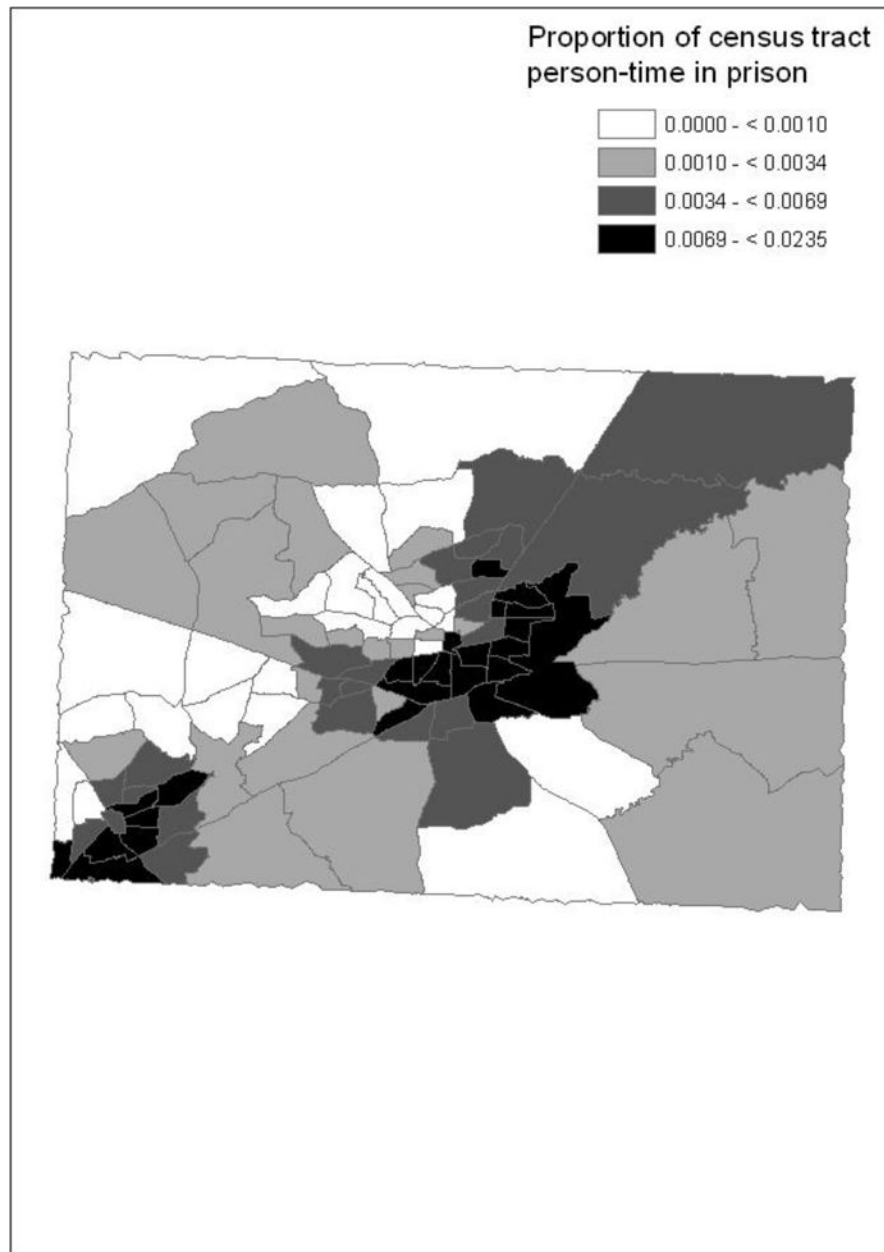 Proportion of census tract
person-time in prison
0.0000 - < 0.0010
0.0010 - < 0.0034
0.0034 - < 0.0069
0.0069 - < 0.0235